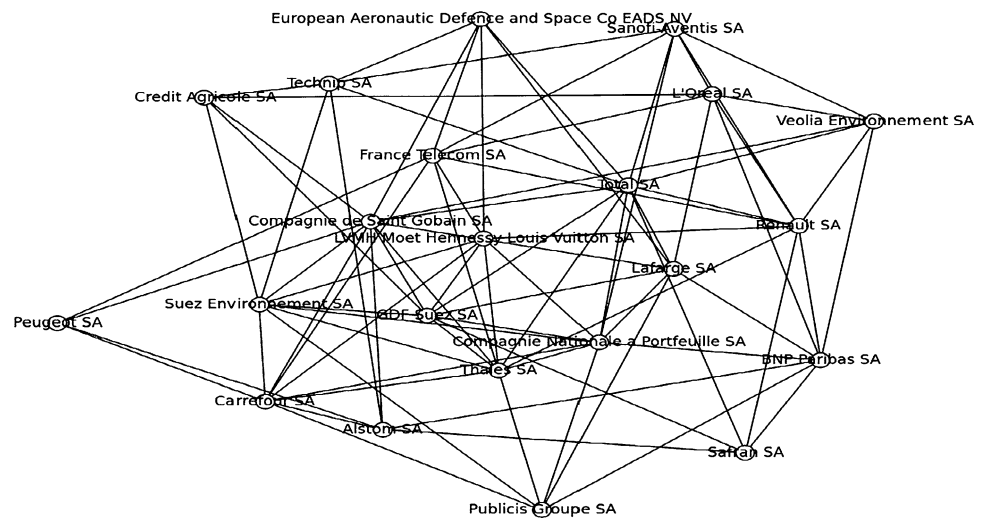 European Aeronautic Defence and Space Co EADS NV
Sanofi-Aventis SA
Technip SA
Credit Agricole SA
L'Oreal SA
Veolia Environnement SA
France Telecom SA
Total SA
Compagnie de Saint Gobain SA
Renault SA
LVMH Moet Hennessy Louis Vuitton SA
Lafarge SA
Suez Environnement SA
GDF Suez SA
Peugeot SA
Compagnie Nationale a Portfeuille SA
BNP Paribas SA
Thales SA
Carrefour SA
Alstom SA
Safran SA
Publicis Groupe SA